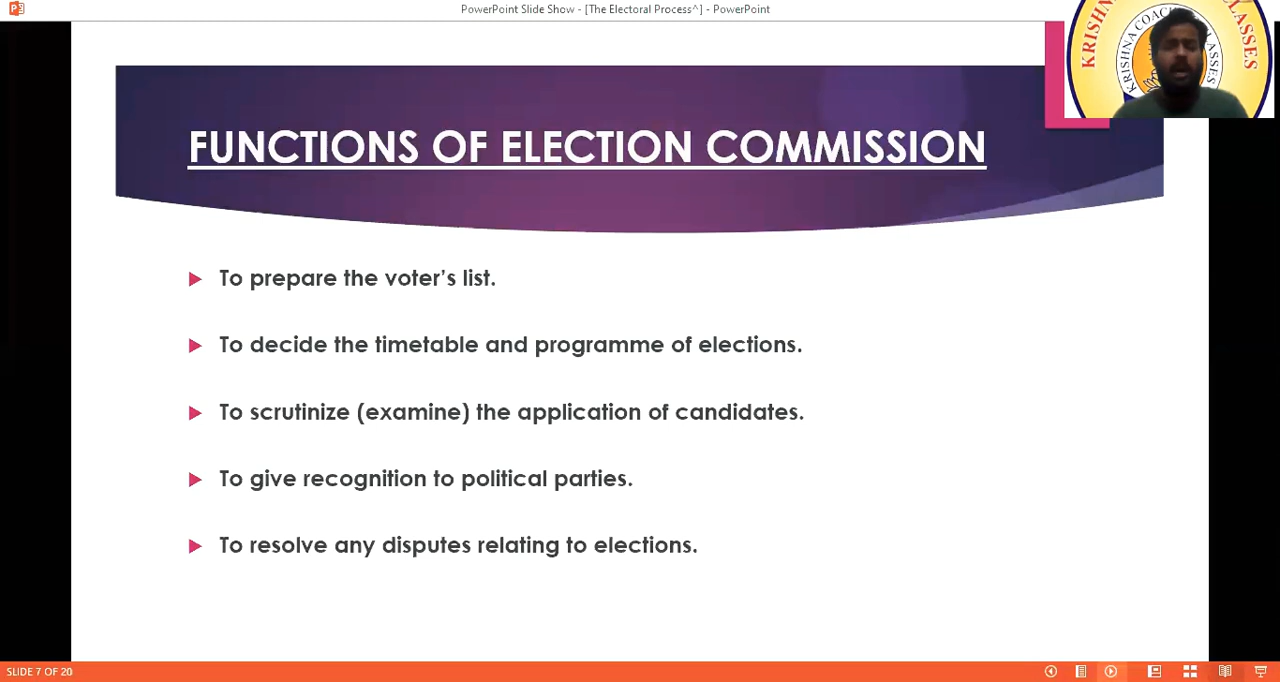 PowerPoint Slide Show - [The Electoral Process^] - PowerPoint
FUNCTIONS OF ELECTION COMMISSION
To prepare the voter's list.
To decide the timetable and programme of elections.
To scrutinize (examine) the application of candidates.
To give recognition to political parties.
To resolve any disputes relating to elections.
SLIDE 7 OF 20